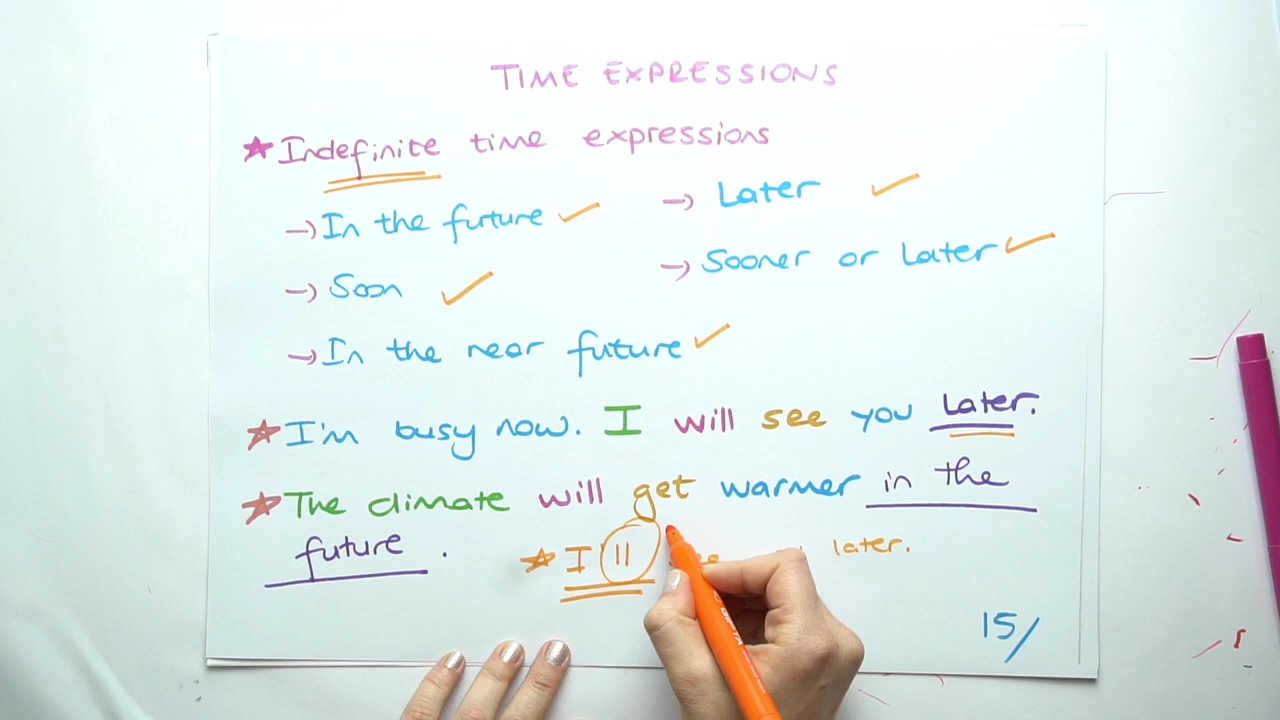 TIME EXPRESSIONS
Indefinite time expressions
In the future
Later
Soon
Sooner or Later
In the near future
I'm busy now. I will see you Later.
The climate will get warmer in the
future.
I'll later.
15/